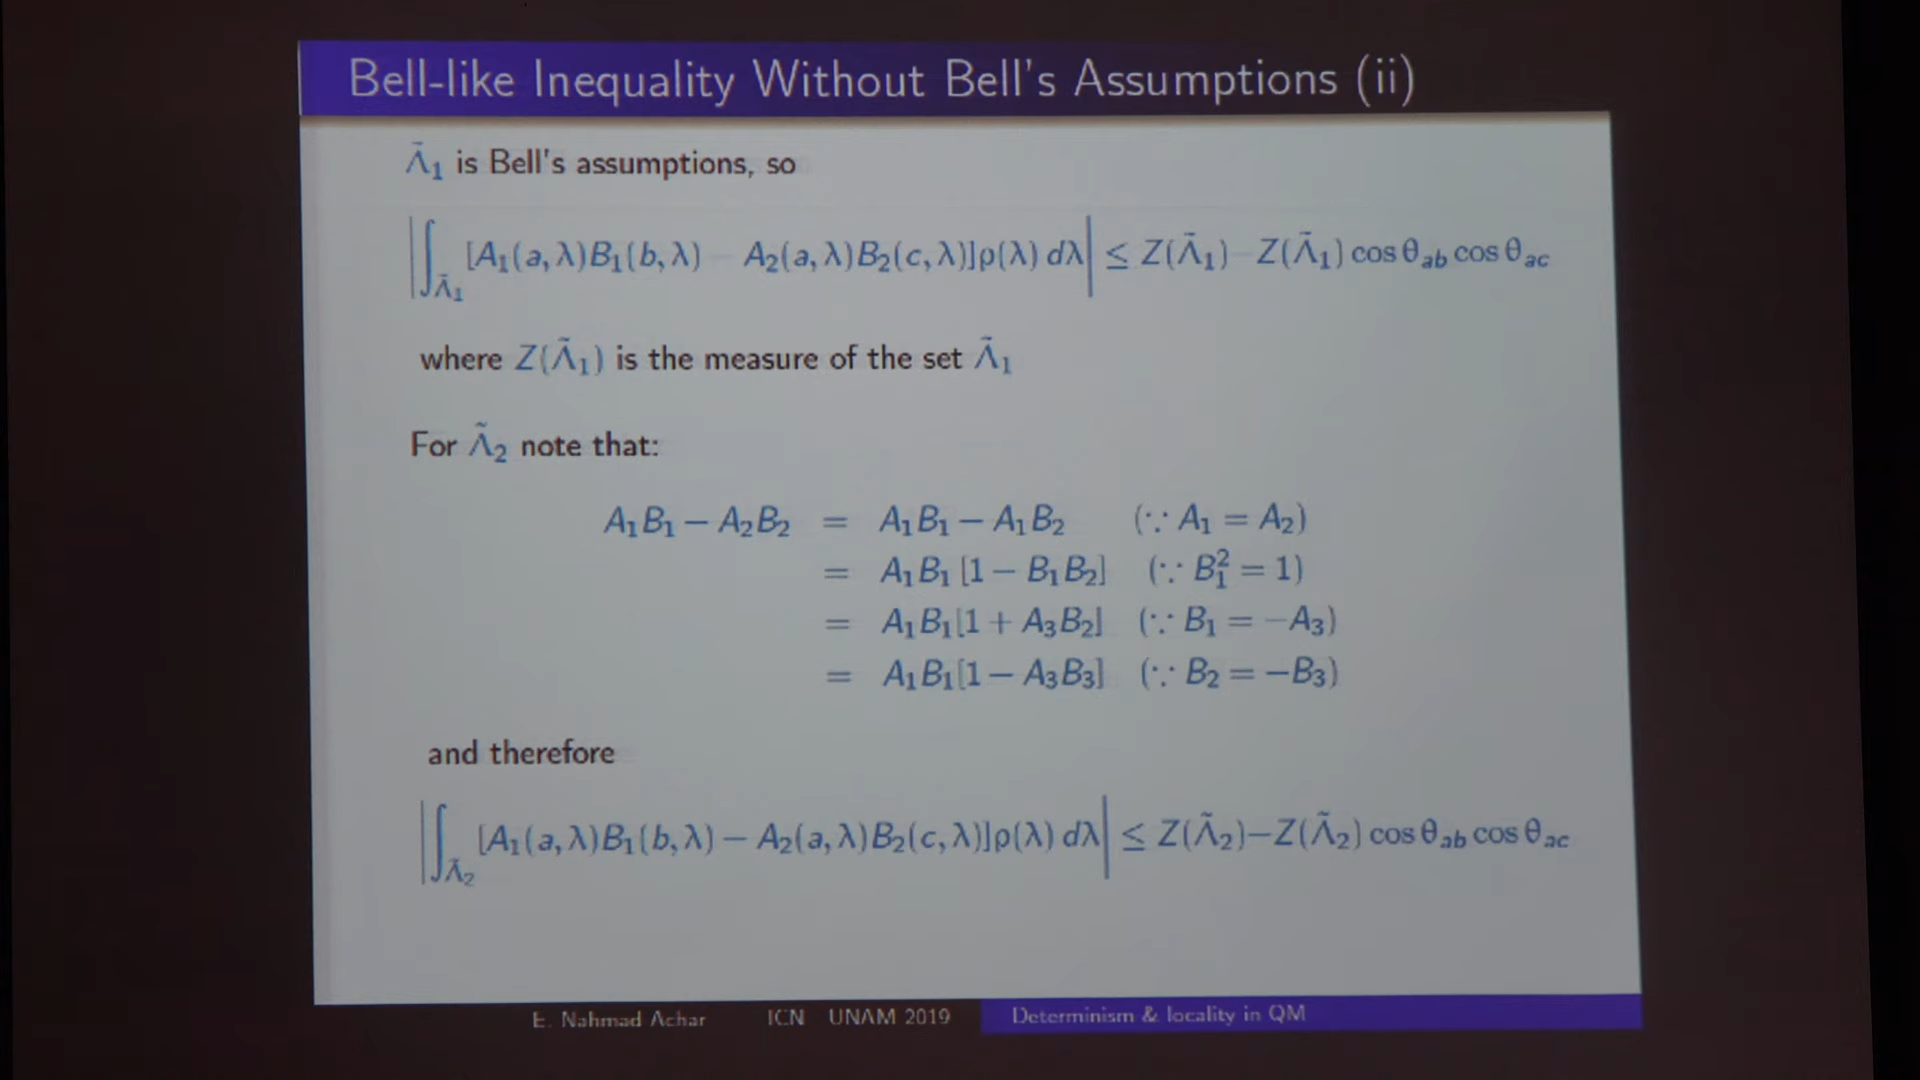 Bell-like Inequality Without Bell's Assumptions (ii)
Λ̃₁ is Bell's assumptions, so
|∫_Λ̃₁ [A₁(a, λ)B₁(b, λ) − A₂(a, λ)B₂(c, λ)]ρ(λ) dλ| ≤ Z(Λ̃₁) − Z(Λ̃₁) cos θ_ab cos θ_ac
where Z(Λ̃₁) is the measure of the set Λ̃₁
For Λ̃₂ note that:
A₁B₁ − A₂B₂ = A₁B₁ − A₁B₂ (∵ A₁ = A₂)
= A₁B₁ [1 − B₁B₂] (∵ B₁² = 1)
= A₁B₁[1 + A₃B₂] (∵ B₁ = −A₃)
= A₁B₁[1 − A₃B₃] (∵ B₂ = −B₃)
and therefore
|∫_Λ̃₂ [A₁(a, λ)B₁(b, λ) − A₂(a, λ)B₂(c, λ)]ρ(λ) dλ| ≤ Z(Λ̃₂)−Z(Λ̃₂) cos θ_ab cos θ_ac
E. Nahmad Achar ICN UNAM 2019 Determinism & locality in QM